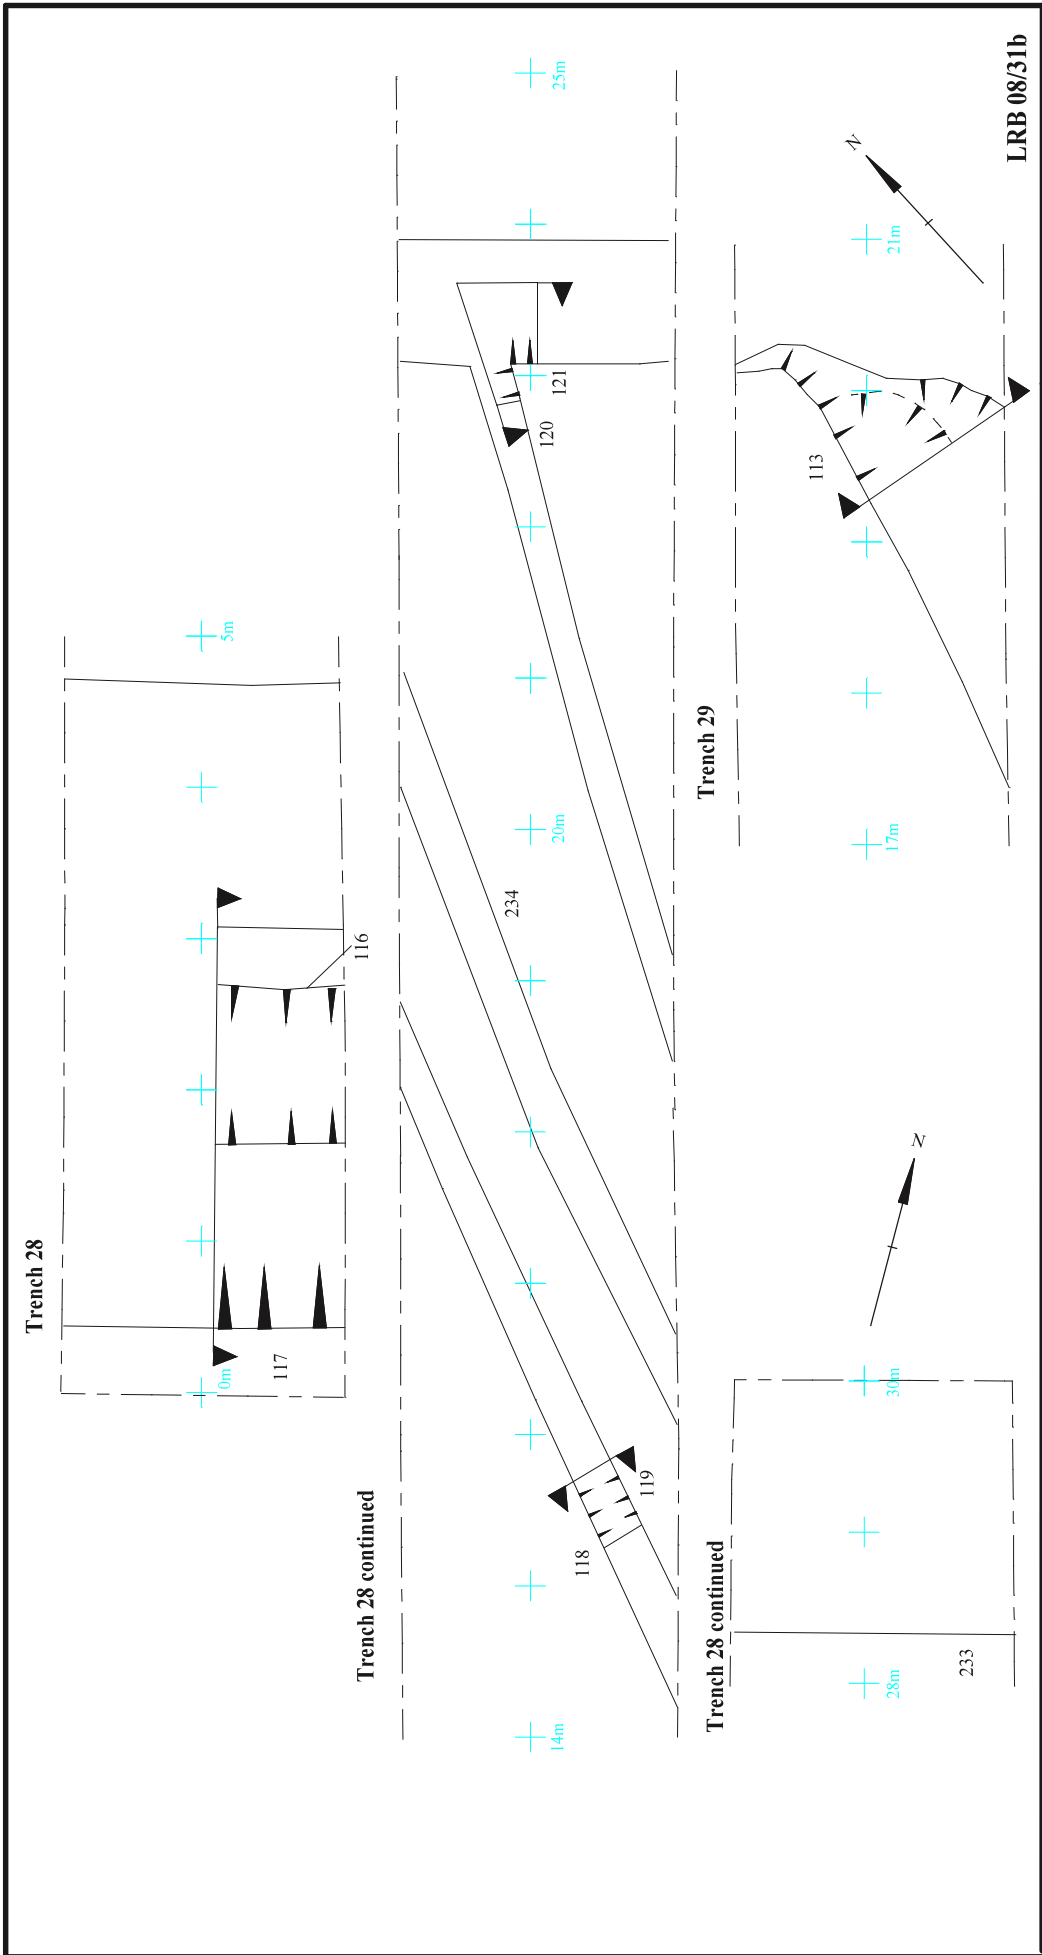 Trench 28
0m
5m
117
116
Trench 28 continued
14m
20m
25m
118
119
234
120
121
Trench 28 continued
28m
30m
233
N
Trench 29
17m
21m
113
N
LRB 08/31b